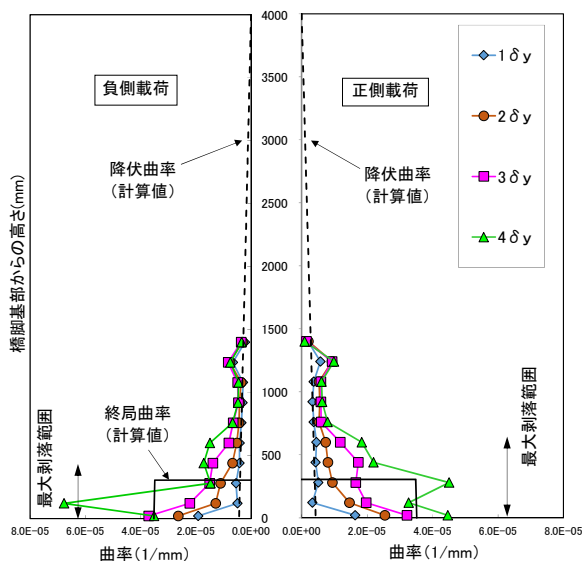 4000
3500
3000
2500
2000
1500
1000
500
0
橋脚基部からの高さ(mm)
負側載荷
正側載荷
1δy
2δy
3δy
4δy
降伏曲率
(計算値)
降伏曲率
(計算値)
終局曲率
(計算値)
最大剥落範囲
最大剥落範囲
8.0E-05
6.0E-05
4.0E-05
2.0E-05
0.0E+00
0.0E+00
2.0E-05
4.0E-05
6.0E-05
8.0E-05
曲率(1/mm)
曲率(1/mm)